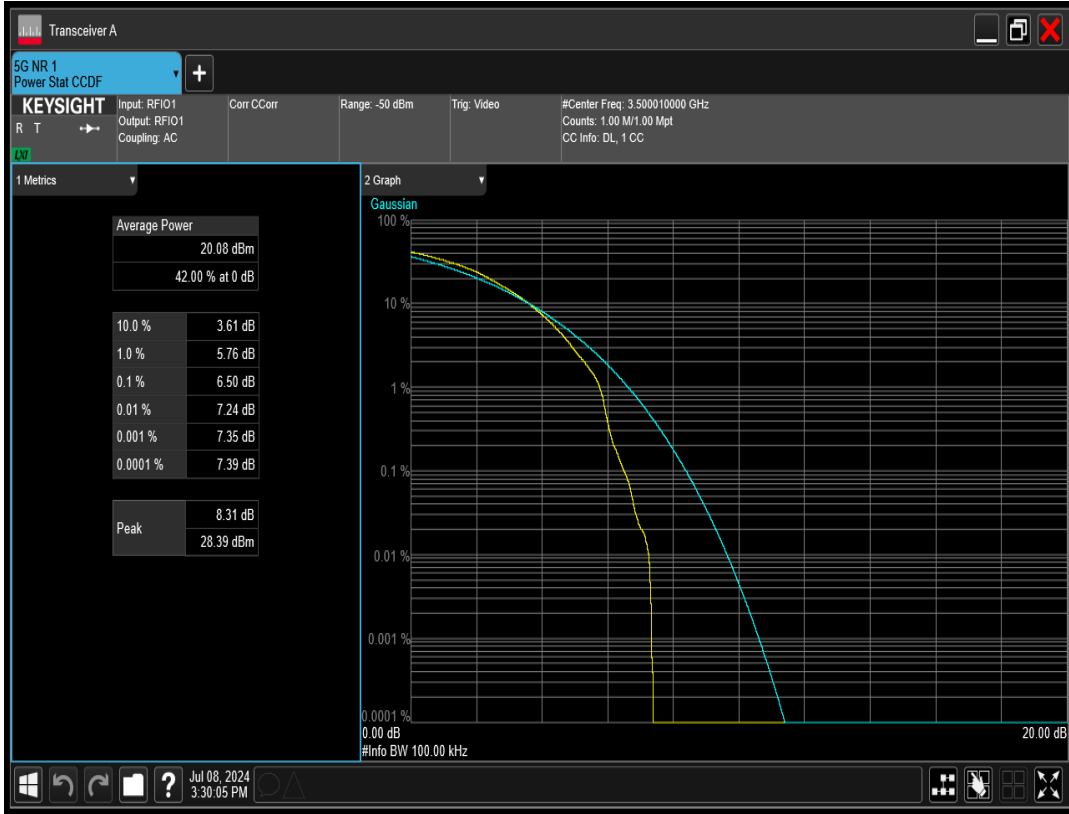 Transceiver A
5G NR 1
Power Stat CCDF
+
KEYSIGHT
R T
LXI
Input: RFIO1
Output: RFIO1
Coupling: AC
Corr CCorr
Range: -50 dBm
Trig: Video
#Center Freq: 3.500010000 GHz
Counts: 1.00 M/1.00 Mpt
CC Info: DL, 1 CC
1 Metrics
Average Power
20.08 dBm
42.00 % at 0 dB
10.0 % 3.61 dB
1.0 % 5.76 dB
0.1 % 6.50 dB
0.01 % 7.24 dB
0.001 % 7.35 dB
0.0001 % 7.39 dB
Peak
8.31 dB
28.39 dBm
2 Graph
Gaussian
100 %
10 %
1 %
0.1 %
0.01 %
0.001 %
0.0001 %
0.00 dB 20.00 dB
#Info BW 100.00 kHz
?
Jul 08, 2024
3:30:05 PM